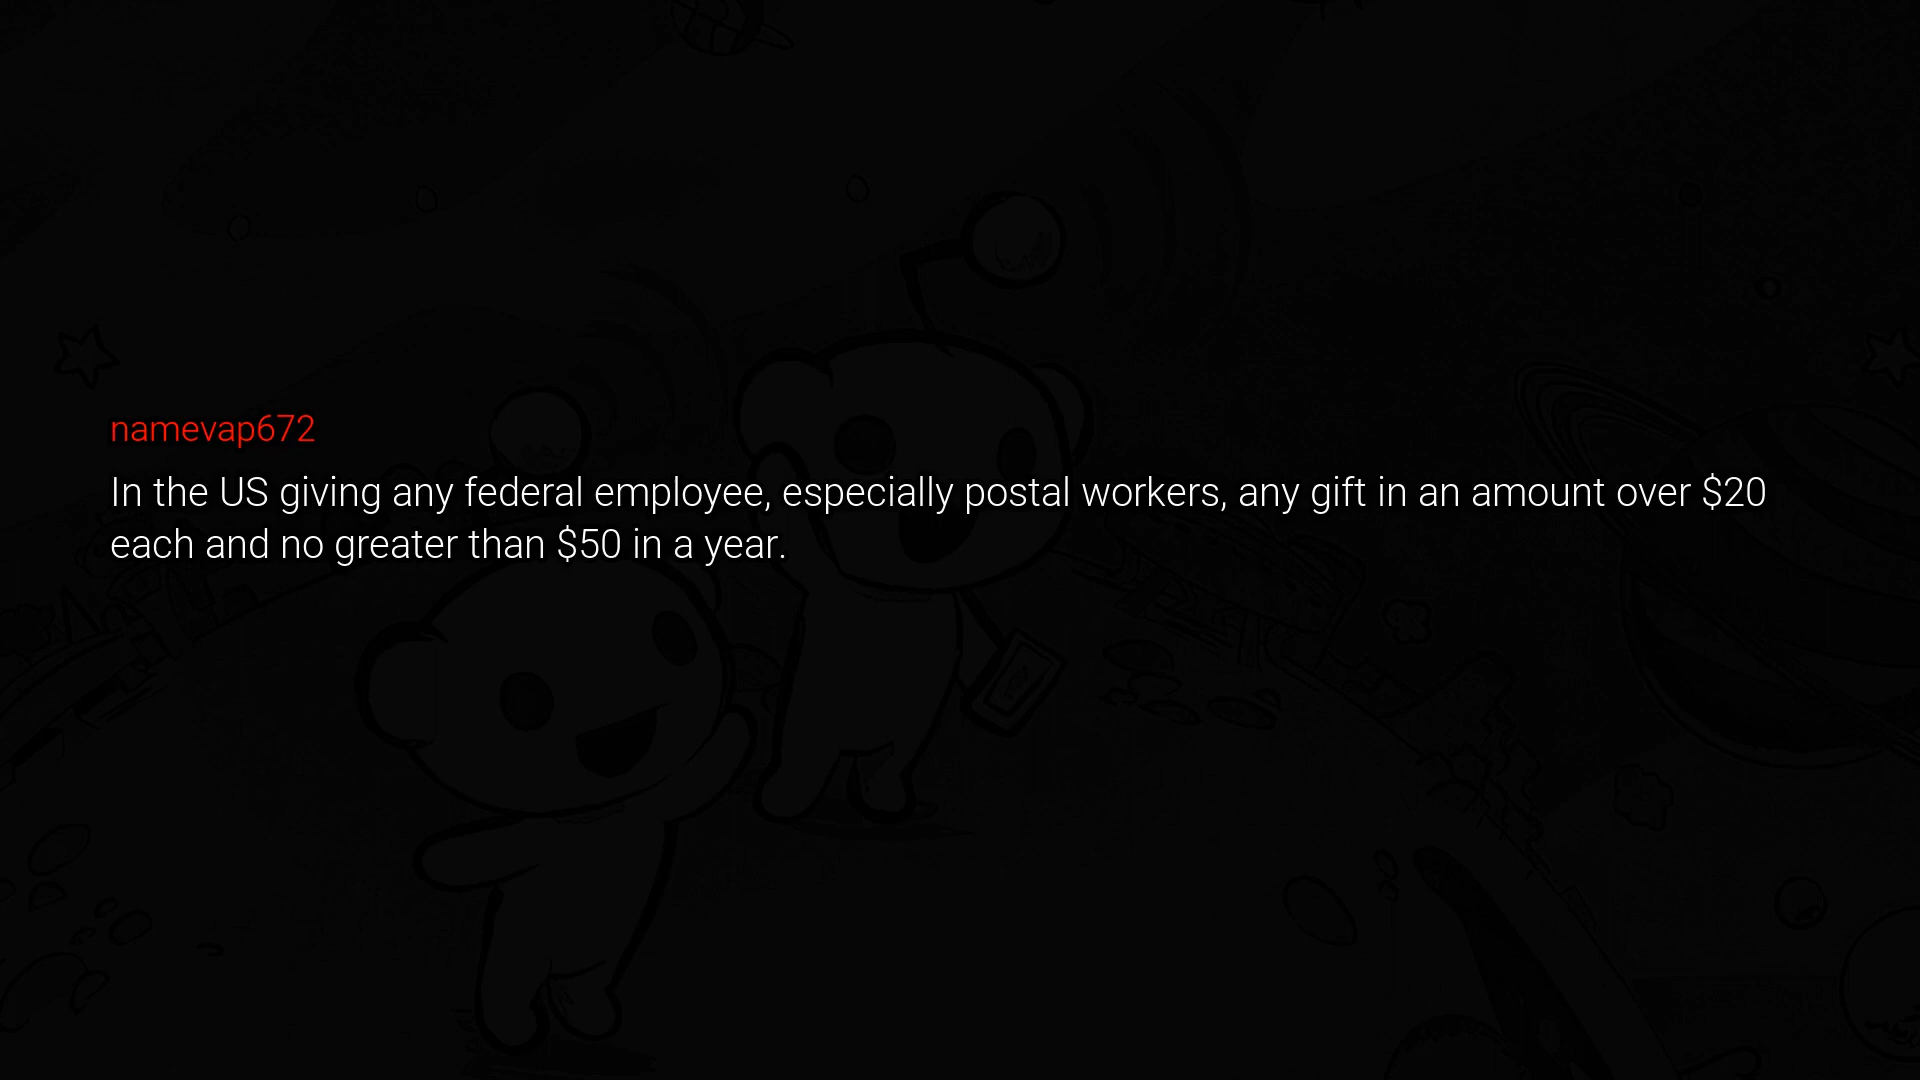 namevap672
In the US giving any federal employee, especially postal workers, any gift in an amount over $20
each and no greater than $50 in a year.